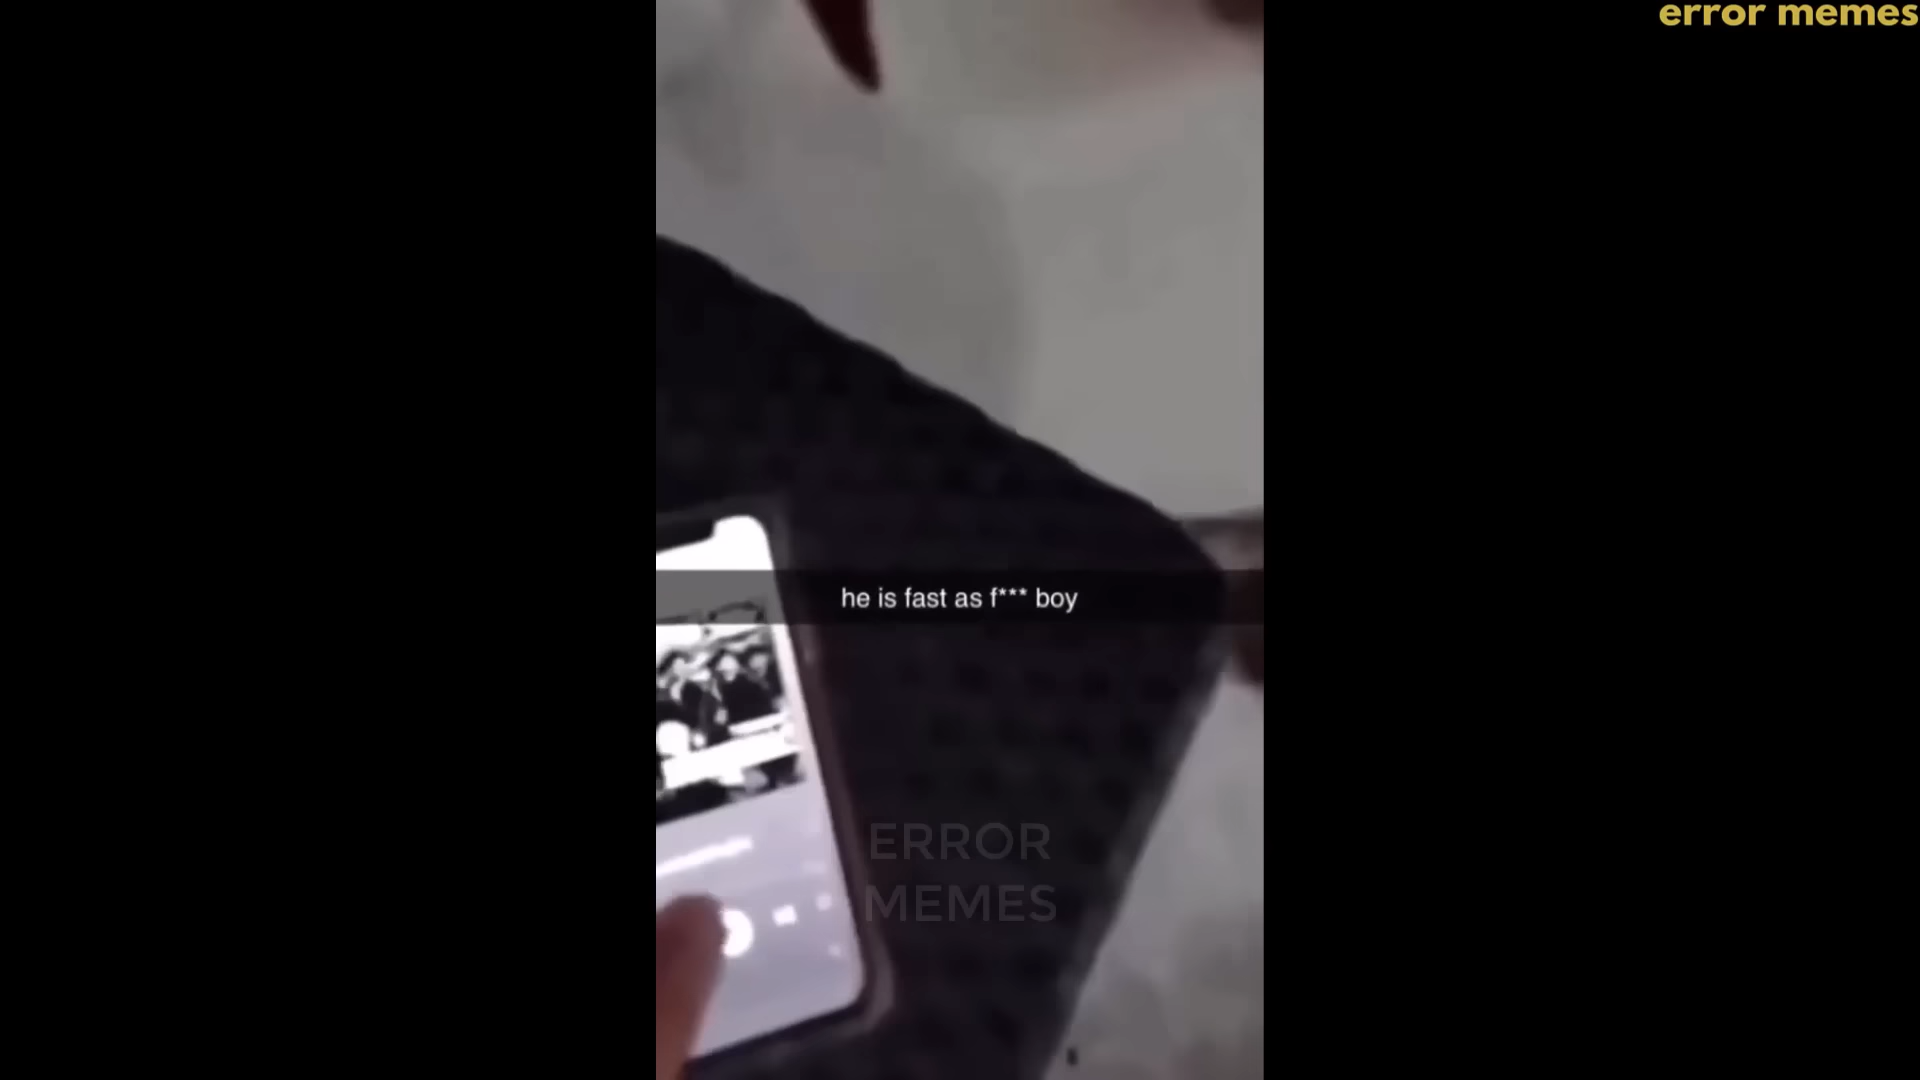 error memes
he is fast as f*** boy
ERROR
MEMES